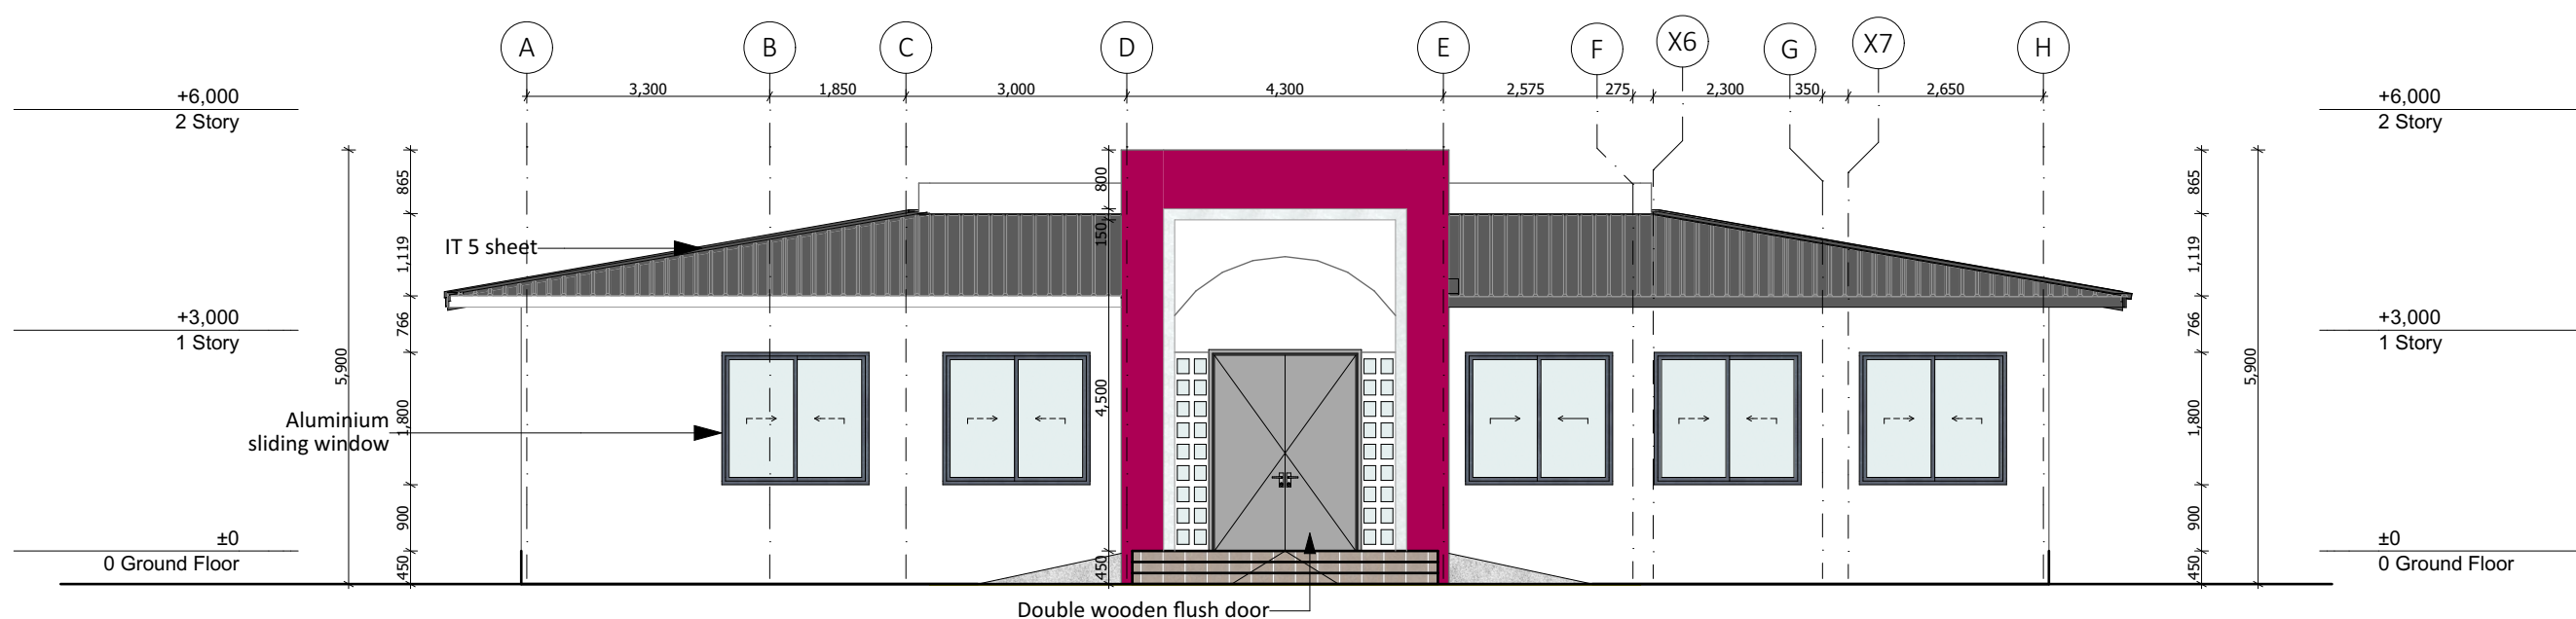 A
B
C
D
E
F
X6
G
X7
H
3,300
1,850
3,000
4,300
2,575
275
2,300
350
2,650
+6,000
2 Story
+6,000
2 Story
865
800
865
150
IT 5 sheet
1,119
1,119
+3,000
1 Story
766
766
+3,000
1 Story
5,900
4,500
5,900
Aluminium
sliding window
1,800
1,800
900
900
±0
0 Ground Floor
±0
0 Ground Floor
450
450
450
Double wooden flush door